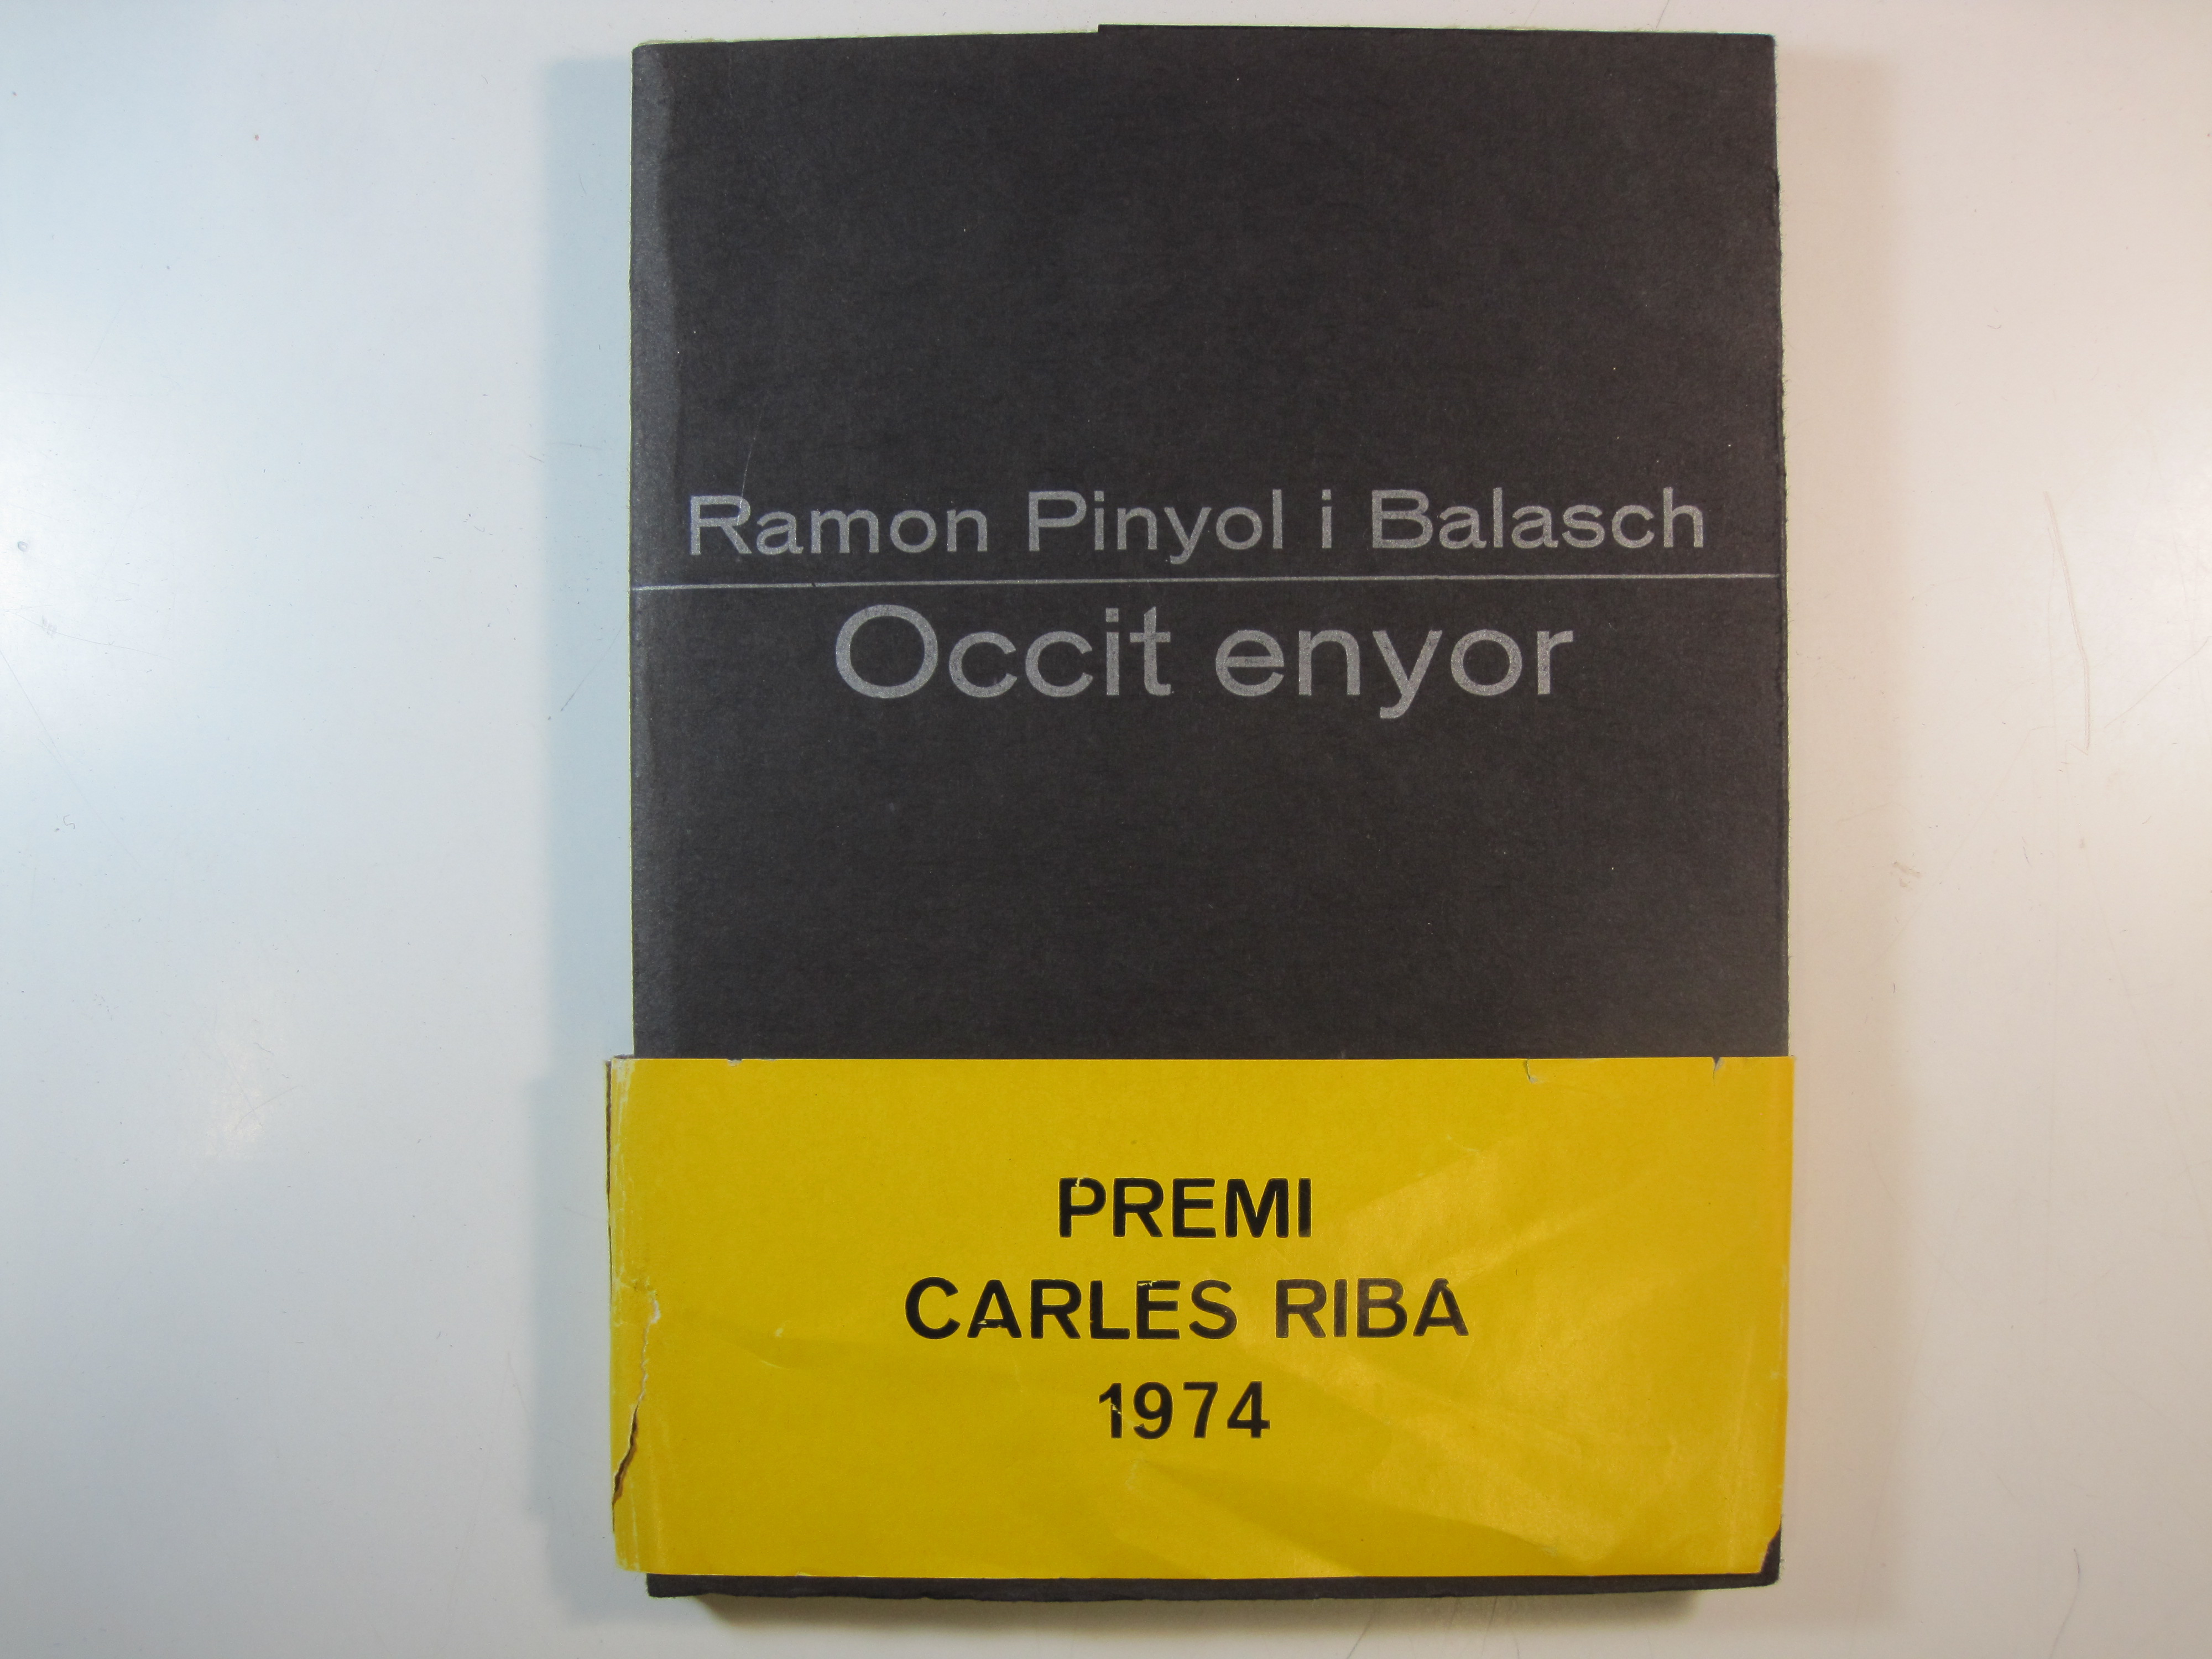 Ramon Pinyol i Balasch
Occit enyor
PREMI
CARLES RIBA
1974